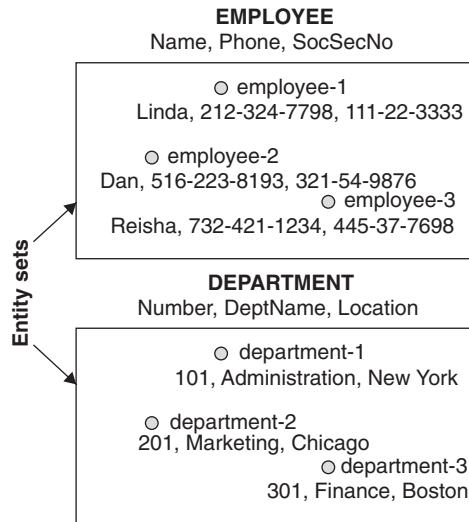 EMPLOYEE
Name, Phone, SocSecNo
employee-1
Linda, 212-324-7798, 111-22-3333
employee-2
Dan, 516-223-8193, 321-54-9876
employee-3
Reisha, 732-421-1234, 445-37-7698
Entity sets
DEPARTMENT
Number, DeptName, Location
department-1
101, Administration, New York
department-2
201, Marketing, Chicago
department-3
301, Finance, Boston